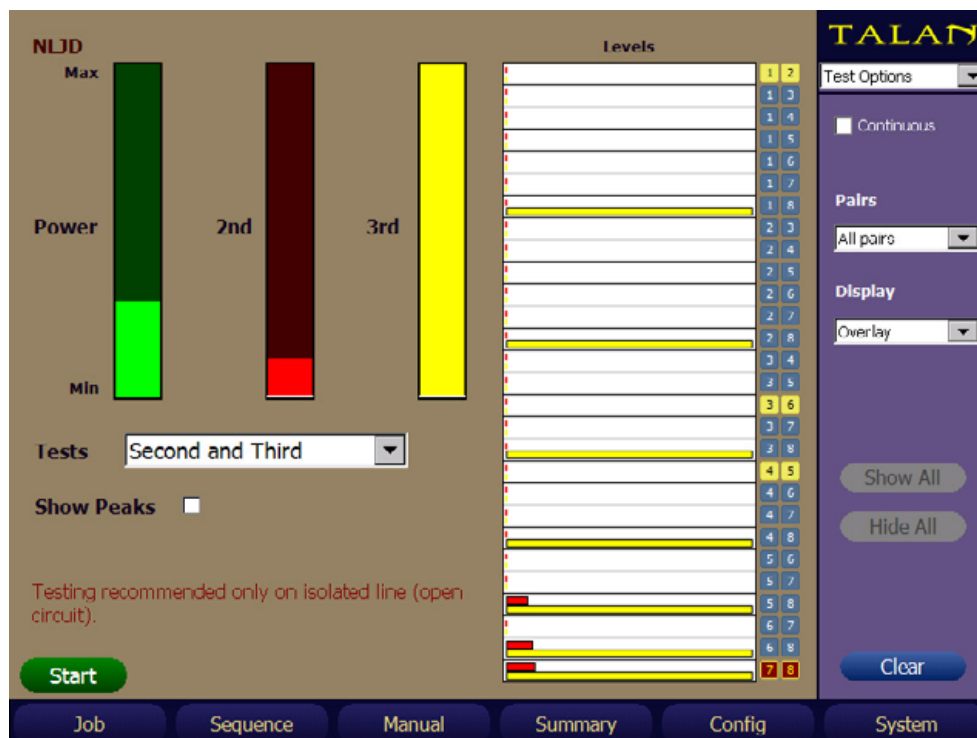 TALAN
NLJD
Levels
Max
Test Options
Continuous
Power
2nd
3rd
Min
Pairs
All pairs
Display
Overlay
Tests
Second and Third
Show Peaks
Show All
Hide All
Testing recommended only on isolated line (open
circuit).
1 2
1 3
1 4
1 5
1 6
1 7
1 8
2 3
2 4
2 5
2 6
2 7
2 8
3 4
3 5
3 6
3 7
3 8
4 5
4 6
4 7
4 8
5 6
5 7
5 8
6 7
6 8
7 8
Start
Clear
Job
Sequence
Manual
Summary
Config
System